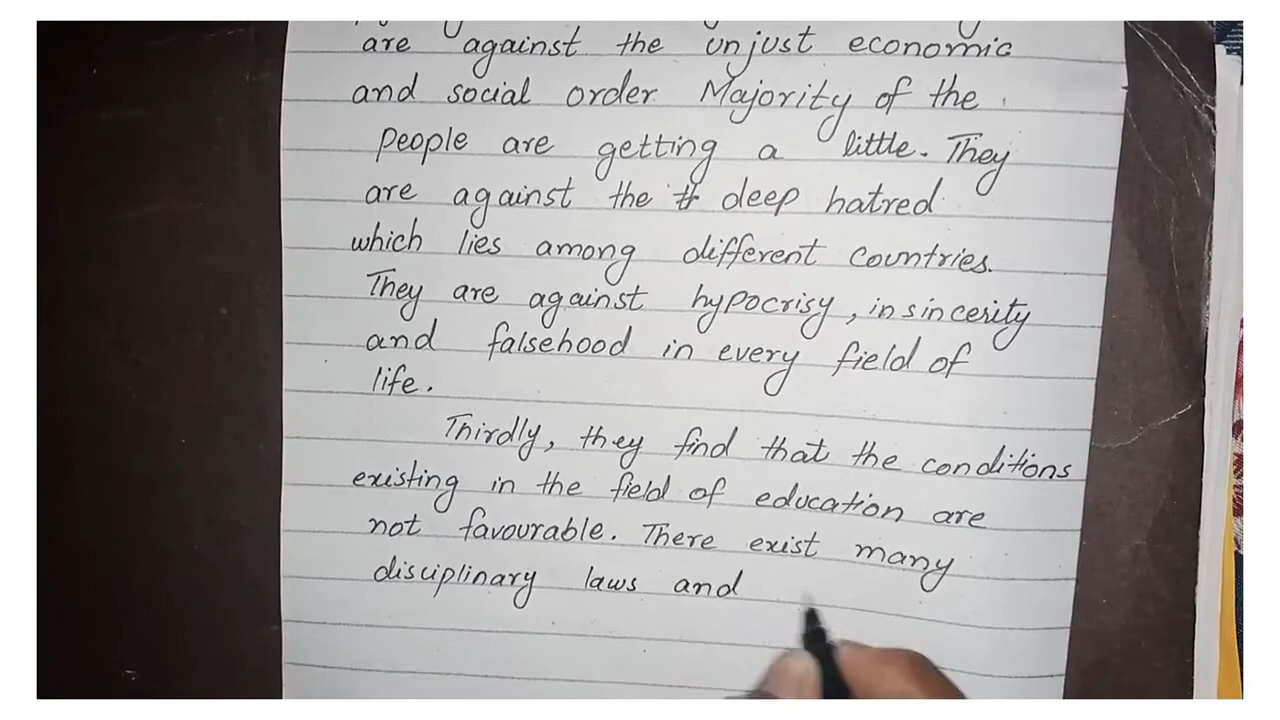 are against the unjust economic
and social order. Majority of the
people are getting a little. They
are against the deep hatred
which lies among different countries.
They are against hypocrisy, insincerity
and falsehood in every field of
life.
Thirdly, they find that the conditions
existing in the field of education are
not favourable. There exist many
disciplinary laws and